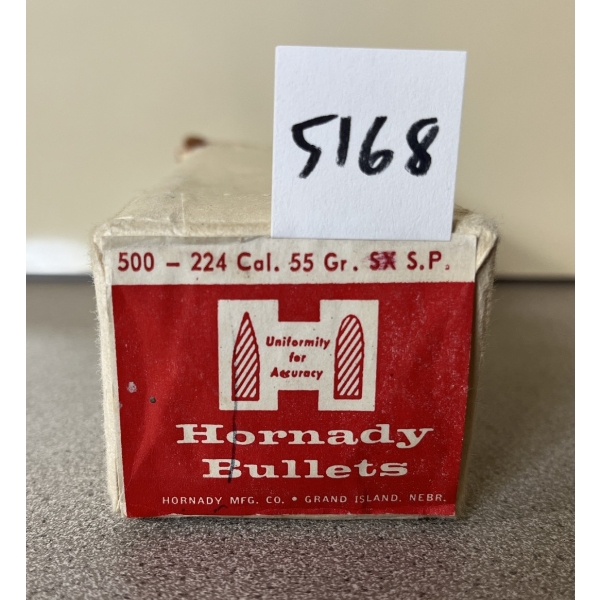 5168
500 – 224 Cal. 55 Gr. SX S.P.
Uniformity
for
Accuracy
Hornady
Bullets
HORNADY MFG. CO. • GRAND ISLAND, NEBR.